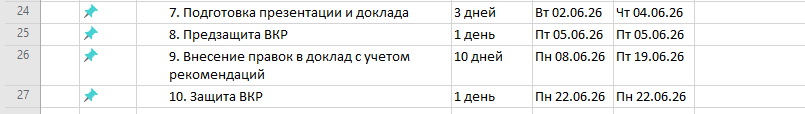 24 7. Подготовка презентации и доклада 3 дней Вт 02.06.26 Чт 04.06.26
25 8. Предзащита ВКР 1 день Пт 05.06.26 Пт 05.06.26
26 9. Внесение правок в доклад с учетом 10 дней Пн 08.06.26 Пт 19.06.26
рекомендаций
27 10. Защита ВКР 1 день Пн 22.06.26 Пн 22.06.26